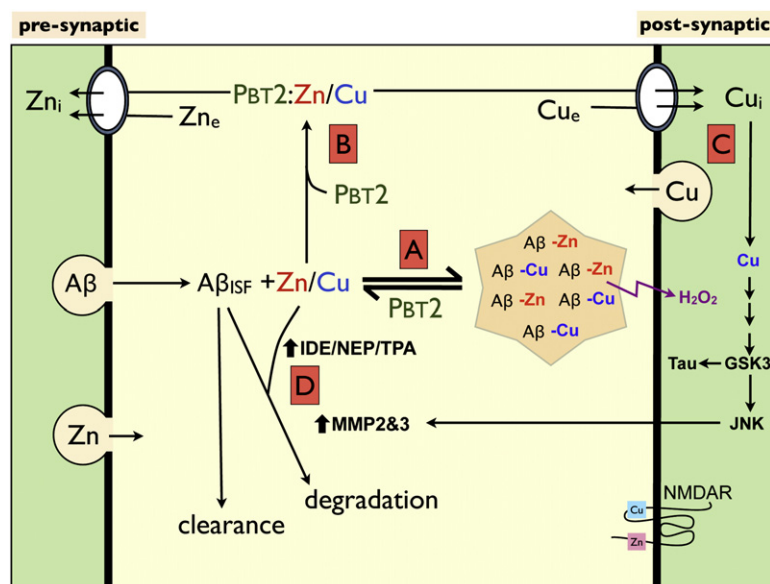 pre-synaptic
post-synaptic
Zni
PBT2:Zn/Cu
Zne
Cue
Cui
B
C
PBT2
Cu
A
Aβ
AβISF +Zn/Cu
PBT2
Aβ -Zn
Aβ -Cu Aβ -Zn
Aβ -Zn Aβ -Cu
Aβ -Cu
Cu
H2O2
IDE/NEP/TPA
D
Tau
GSK3
Zn
MMP2&3
JNK
degradation
clearance
NMDAR
Cu
Zn